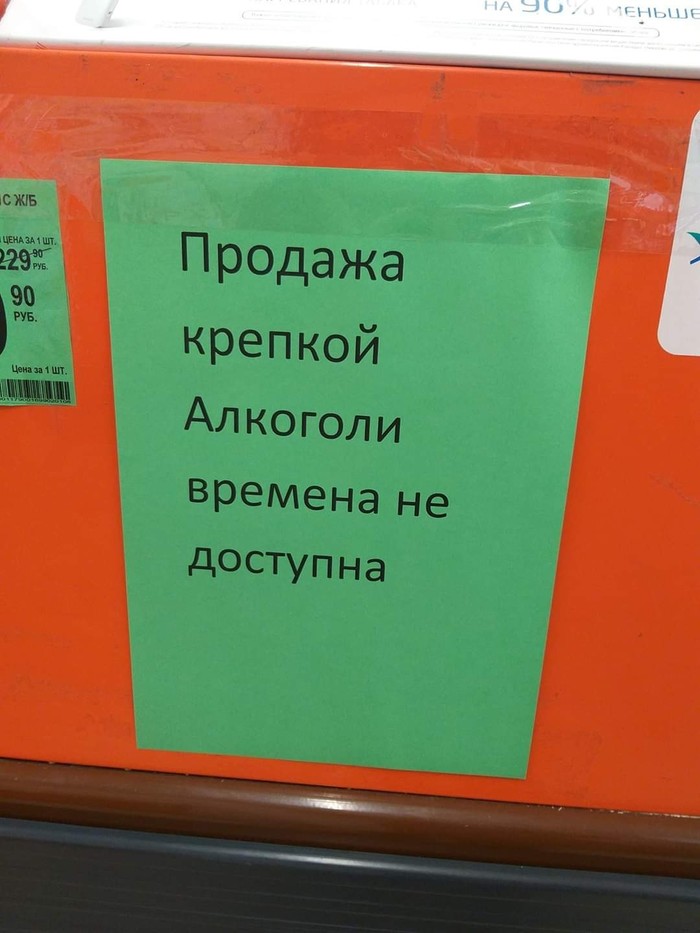 НА 90% МЕНЬШЕ
С Ж/Б
ЦЕНА ЗА 1 ШТ.
229 90
РУБ.
90
РУБ.
Цена за 1 ШТ.
Продажа
крепкой
Алкоголи
времена не
доступна